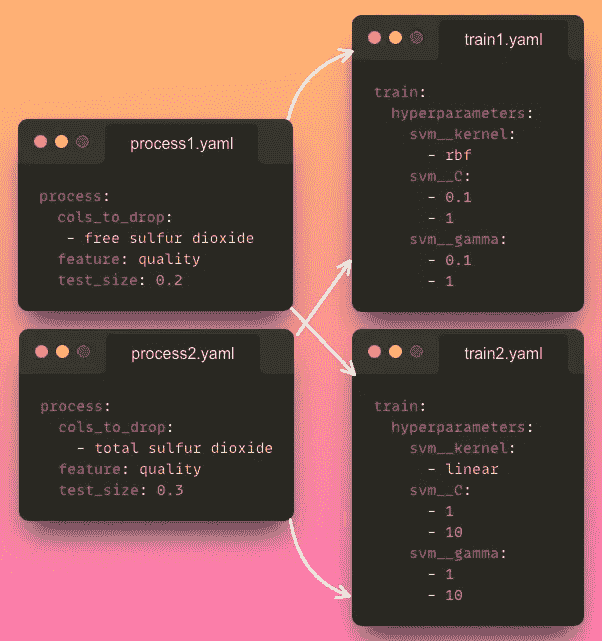 process1.yaml
process:
  cols_to_drop:
   - free sulfur dioxide
  feature: quality
  test_size: 0.2
process2.yaml
process:
  cols_to_drop:
    - total sulfur dioxide
  feature: quality
  test_size: 0.3
train1.yaml
train:
  hyperparameters:
    svm__kernel:
      - rbf
    svm__C:
      - 0.1
      - 1
    svm__gamma:
      - 0.1
      - 1
train2.yaml
train:
  hyperparameters:
    svm__kernel:
      - linear
    svm__C:
      - 1
      - 10
    svm__gamma:
      - 1
      - 10